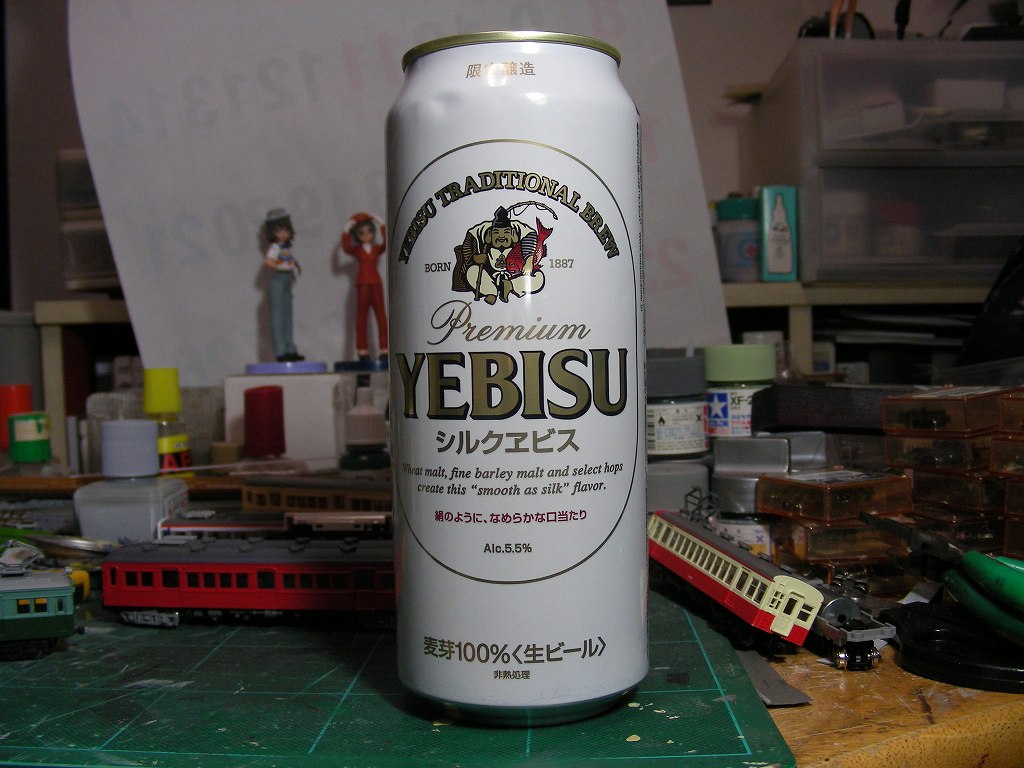 限定醸造
YEBISU TRADITIONAL BREW
BORN 1887
Premium
YEBISU
シルクヱビス
Wheat malt, fine barley malt and select hops
create this "smooth as silk" flavor.
絹のように、なめらかな口当たり
Alc.5.5%
麦芽100%〈生ビール〉
非熱処理
XF-2